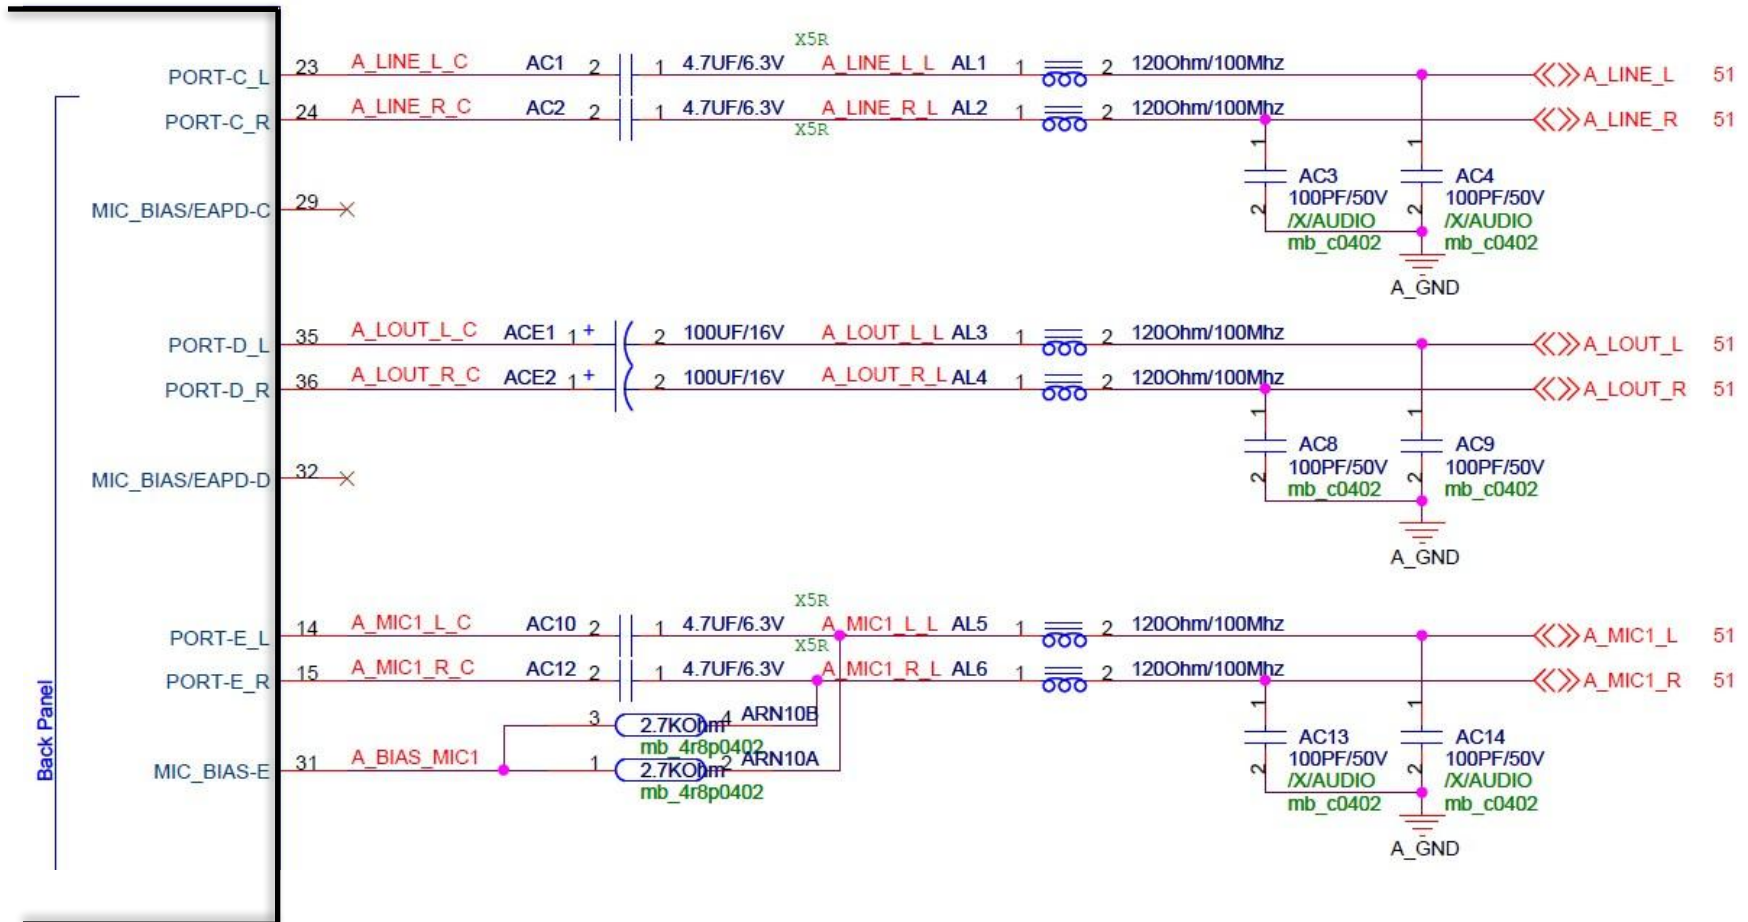 X5R
PORT-C_L 23 A_LINE_L_C AC1 2 1 4.7UF/6.3V A_LINE_L_L AL1 1 2 120Ohm/100Mhz A_LINE_L 51
PORT-C_R 24 A_LINE_R_C AC2 2 1 4.7UF/6.3V A_LINE_R_L AL2 1 2 120Ohm/100Mhz A_LINE_R 51
X5R
1 1
AC3 AC4
100PF/50V 100PF/50V
MIC_BIAS/EAPD-C 29 2 2
/X/AUDIO /X/AUDIO
mb_c0402 mb_c0402
A_GND
PORT-D_L 35 A_LOUT_L_C ACE1 1 + 2 100UF/16V A_LOUT_L_L AL3 1 2 120Ohm/100Mhz A_LOUT_L 51
PORT-D_R 36 A_LOUT_R_C ACE2 1 + 2 100UF/16V A_LOUT_R_L AL4 1 2 120Ohm/100Mhz A_LOUT_R 51
1 1
AC8 AC9
100PF/50V 100PF/50V
MIC_BIAS/EAPD-D 32 2 2
mb_c0402 mb_c0402
A_GND
X5R
PORT-E_L 14 A_MIC1_L_C AC10 2 1 4.7UF/6.3V A_MIC1_L_L AL5 1 2 120Ohm/100Mhz A_MIC1_L 51
X5R
PORT-E_R 15 A_MIC1_R_C AC12 2 1 4.7UF/6.3V A_MIC1_R_L AL6 1 2 120Ohm/100Mhz A_MIC1_R 51
1 1
3 2.7KOhm 4 ARN10B
AC13 AC14
mb_4r8p0402
100PF/50V 100PF/50V
MIC_BIAS-E 31 A_BIAS_MIC1 1 2.7KOhm 2 ARN10A
2 2
/X/AUDIO /X/AUDIO
mb_4r8p0402
mb_c0402 mb_c0402
A_GND
Back Panel